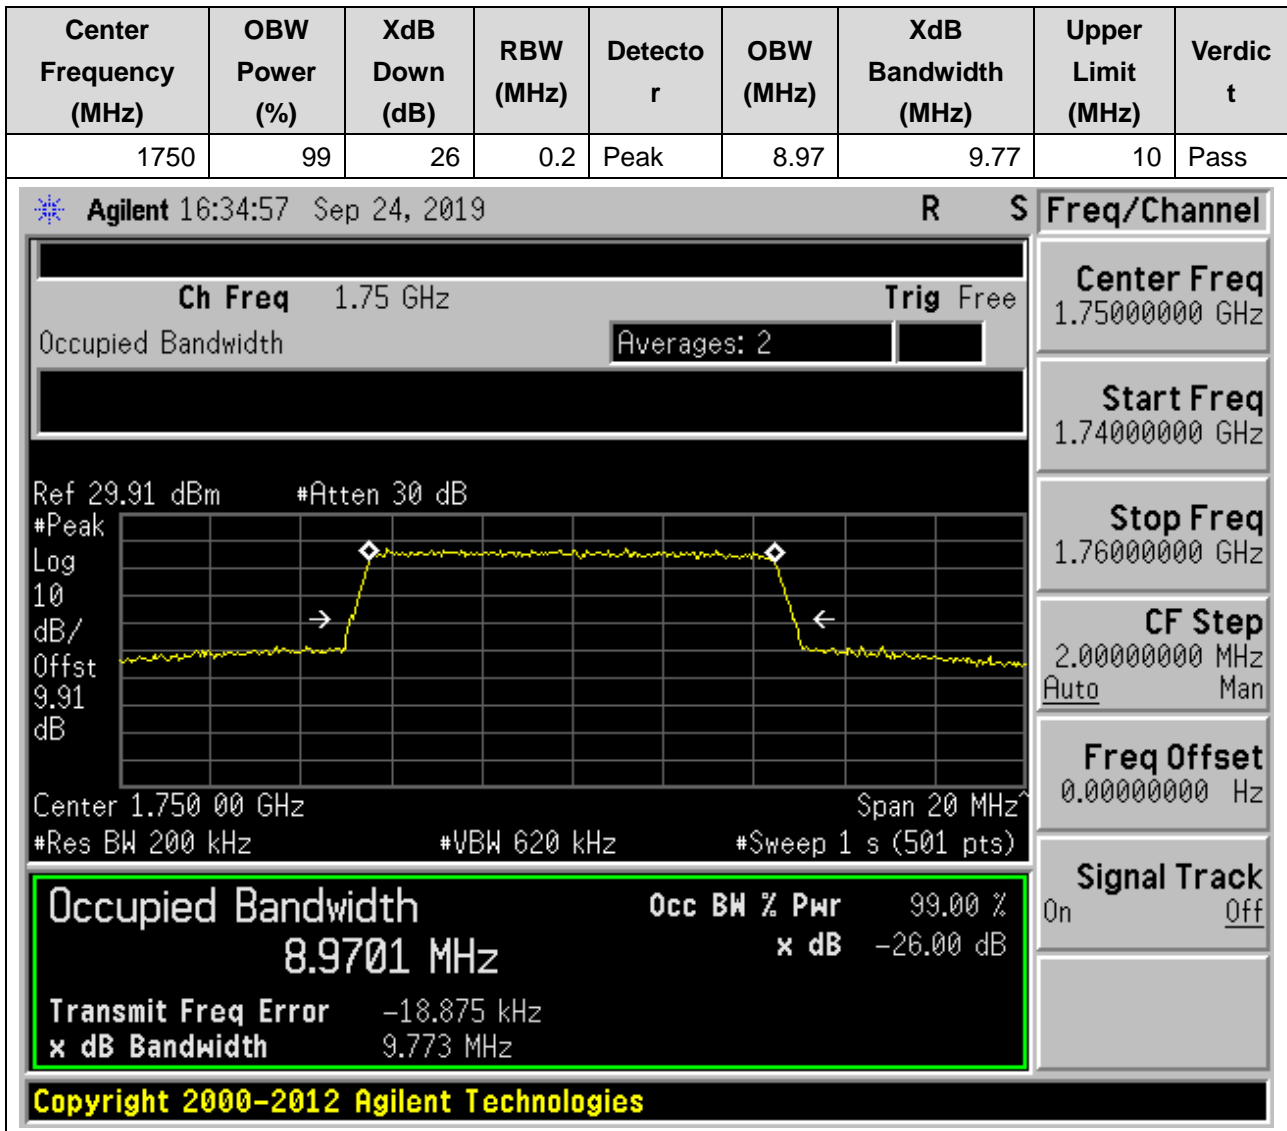 Center Frequency (MHz) OBW Power (%) XdB Down (dB) RBW (MHz) Detecto r OBW (MHz) XdB Bandwidth (MHz) Upper Limit (MHz) Verdic t
1750 99 26 0.2 Peak 8.97 9.77 10 Pass
Agilent 16:34:57 Sep 24, 2019 R S
Ch Freq 1.75 GHz Trig Free
Occupied Bandwidth Averages: 2
Ref 29.91 dBm #Atten 30 dB
#Peak
Log
10
dB/
Offst
9.91
dB
Center 1.750 00 GHz Span 20 MHz^
#Res BW 200 kHz #VBW 620 kHz #Sweep 1 s (501 pts)
Occupied Bandwidth Occ BW % Pwr 99.00 %
8.9701 MHz x dB -26.00 dB
Transmit Freq Error -18.875 kHz
x dB Bandwidth 9.773 MHz
Copyright 2000-2012 Agilent Technologies
Freq/Channel
Center Freq
1.75000000 GHz
Start Freq
1.74000000 GHz
Stop Freq
1.76000000 GHz
CF Step
2.00000000 MHz
Auto Man
Freq Offset
0.00000000 Hz
Signal Track
On Off